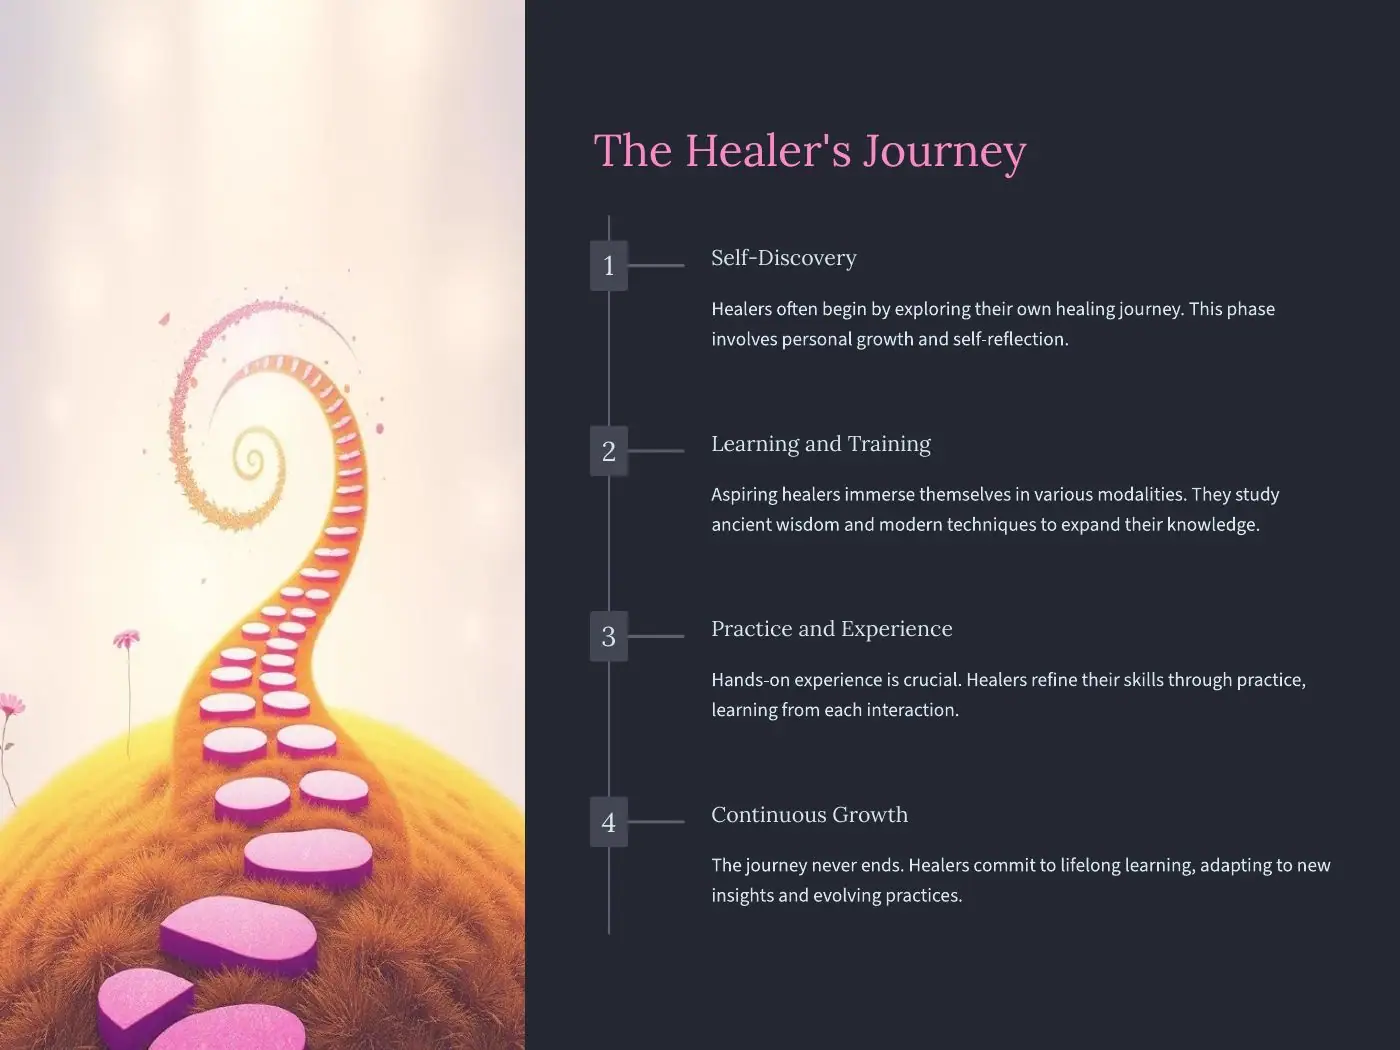 The Healer's Journey
1
Self-Discovery
Healers often begin by exploring their own healing journey. This phase
involves personal growth and self-reflection.
2
Learning and Training
Aspiring healers immerse themselves in various modalities. They study
ancient wisdom and modern techniques to expand their knowledge.
3
Practice and Experience
Hands-on experience is crucial. Healers refine their skills through practice,
learning from each interaction.
4
Continuous Growth
The journey never ends. Healers commit to lifelong learning, adapting to new
insights and evolving practices.